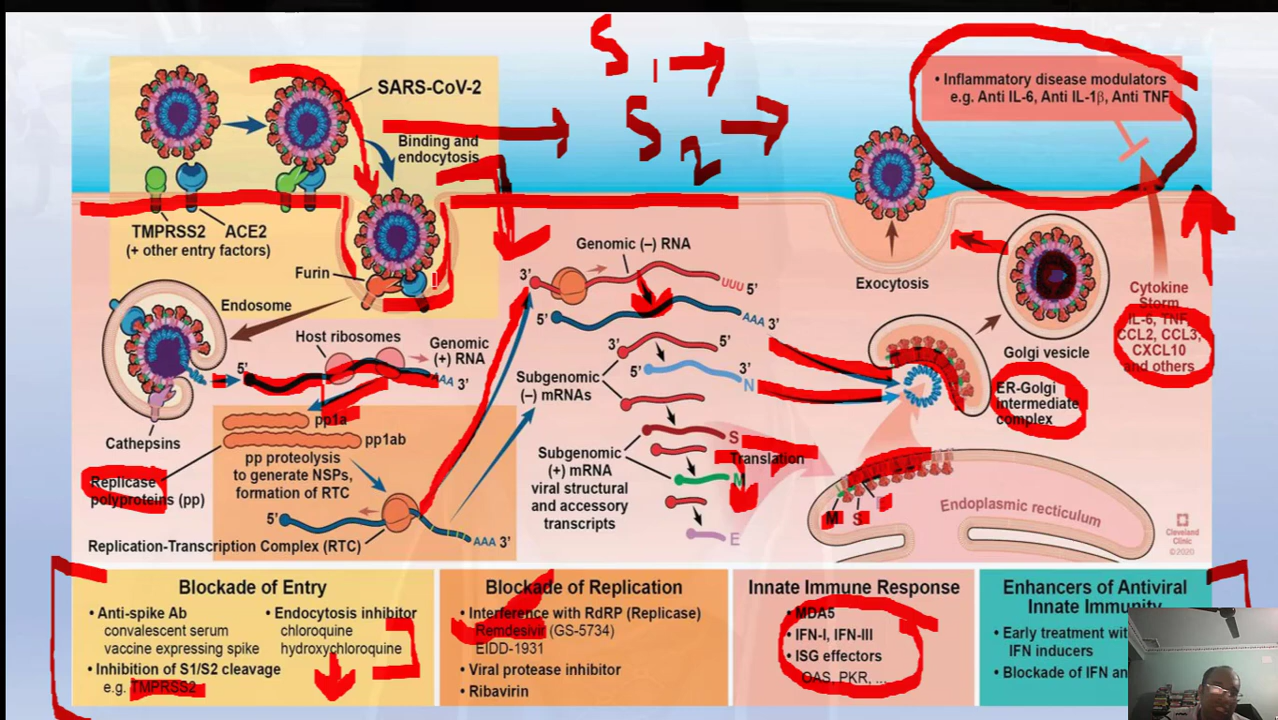 S1
S2
SARS-CoV-2
Binding and
endocytosis
• Inflammatory disease modulators
e.g. Anti IL-6, Anti IL-1β, Anti TNF
TMPRSS2 ACE2
(+ other entry factors)
Furin
Endosome
Cathepsins
Host ribosomes
Genomic
(+) RNA
5'
AAA 3'
pp1a
pp1ab
Replicase
polyproteins (pp)
pp proteolysis
to generate NSPs,
formation of RTC
5'
AAA 3'
Replication-Transcription Complex (RTC)
Genomic (–) RNA
3'
UUU 5'
5'
AAA 3'
Subgenomic
(–) mRNAs
3' 5'
5' 3'
N
Subgenomic
(+) mRNA
viral structural
and accessory
transcripts
S
N
E
Translation
Exocytosis
Golgi vesicle
ER-Golgi
intermediate
complex
Cytokine
Storm
IL-6, TNF,
CCL2, CCL3,
CXCL10
and others
M S
Endoplasmic recticulum
Cleveland
Clinic
©2020
Blockade of Entry
• Anti-spike Ab
convalescent serum
vaccine expressing spike
• Inhibition of S1/S2 cleavage
e.g. TMPRSS2
• Endocytosis inhibitor
chloroquine
hydroxychloroquine
Blockade of Replication
• Interference with RdRP (Replicase)
Remdesivir (GS-5734)
EIDD-1931
• Viral protease inhibitor
• Ribavirin
Innate Immune Response
• MDA5
• IFN-I, IFN-III
• ISG effectors
OAS, PKR, ...
Enhancers of Antiviral
Innate Immunity
• Early treatment
IFN inducers
• Blockade of IFN